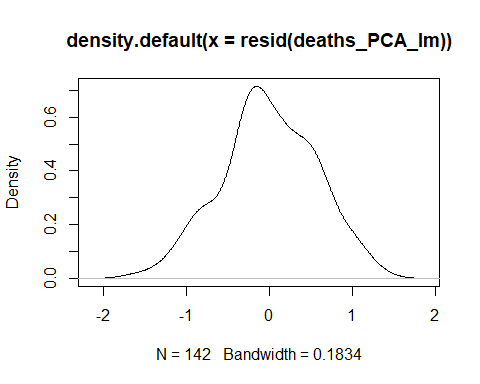 density.default(x = resid(deaths_PCA_lm))
Density
0.0 0.2 0.4 0.6
-2 -1 0 1 2
N = 142 Bandwidth = 0.1834